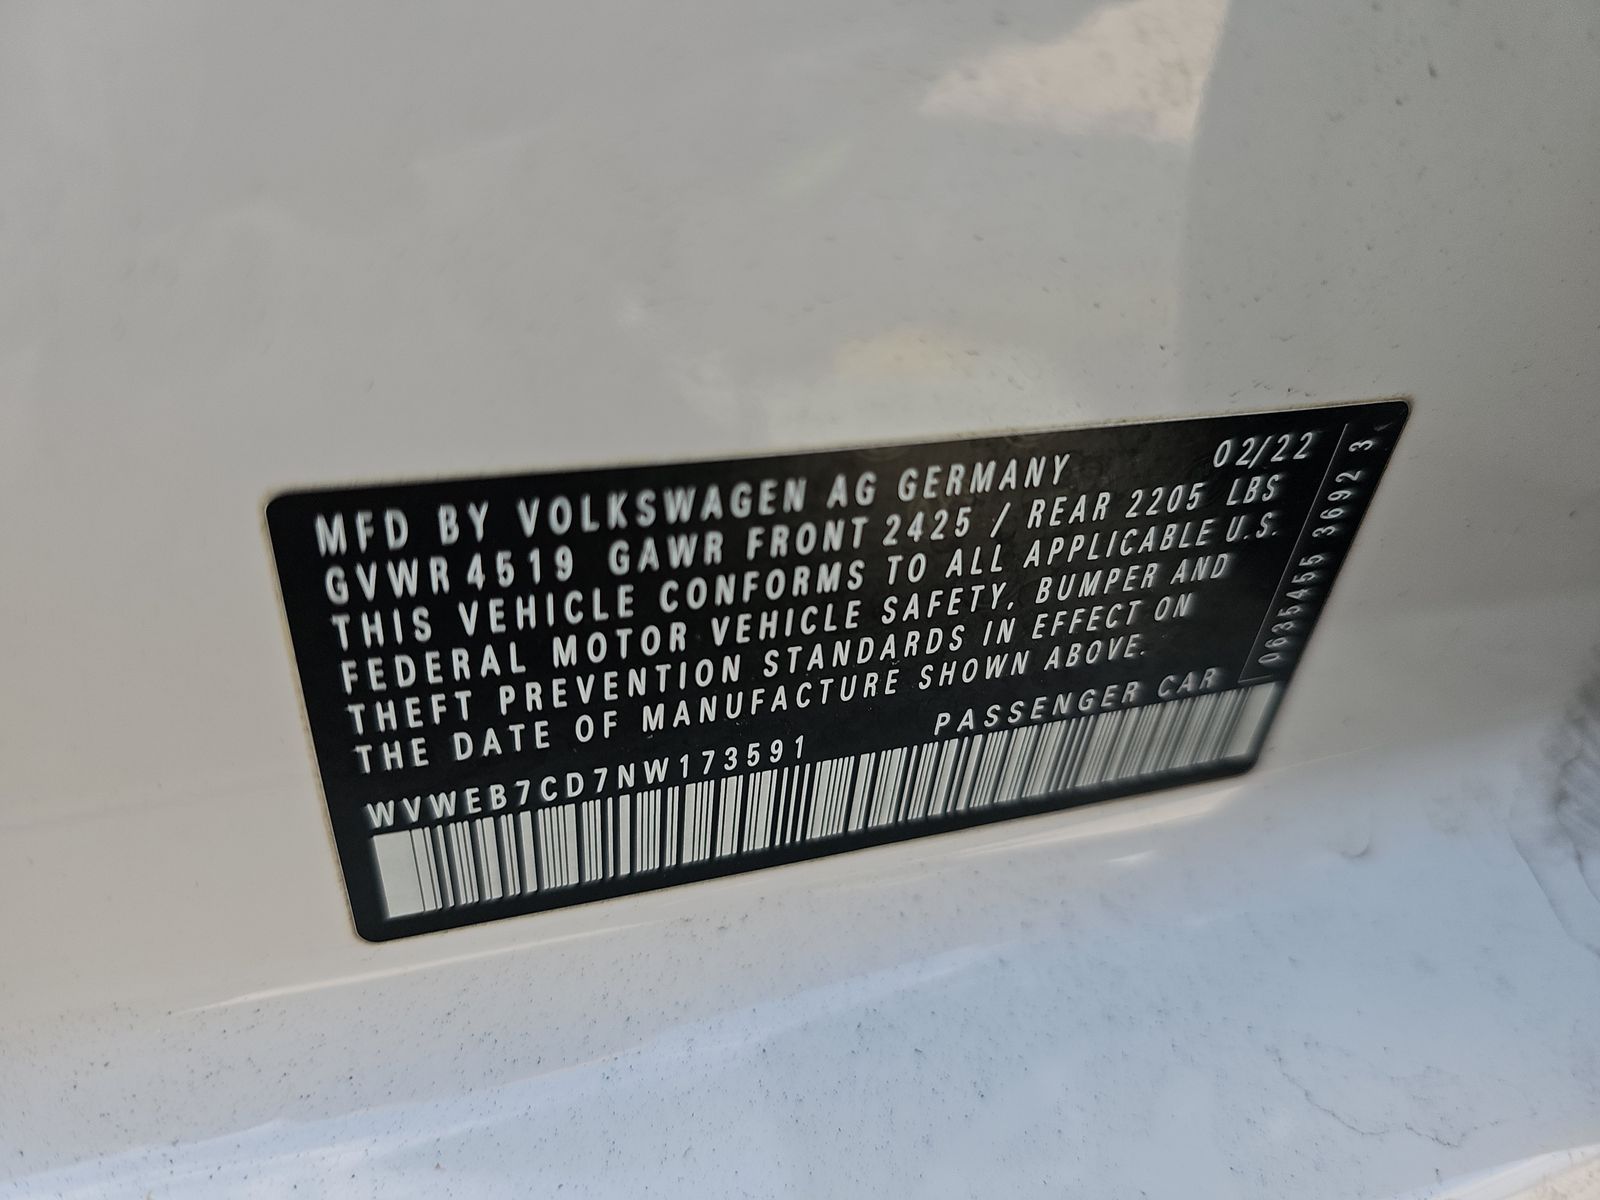 MFD BY VOLKSWAGEN AG GERMANY 02/22
GVWR 4519 GAWR FRONT 2425 / REAR 2205 LBS
THIS VEHICLE CONFORMS TO ALL APPLICABLE U.S.
FEDERAL MOTOR VEHICLE SAFETY, BUMPER AND
THEFT PREVENTION STANDARDS IN EFFECT ON
THE DATE OF MANUFACTURE SHOWN ABOVE.
WVWEB7CD7NW173591 PASSENGER CAR
0635455 3692 3